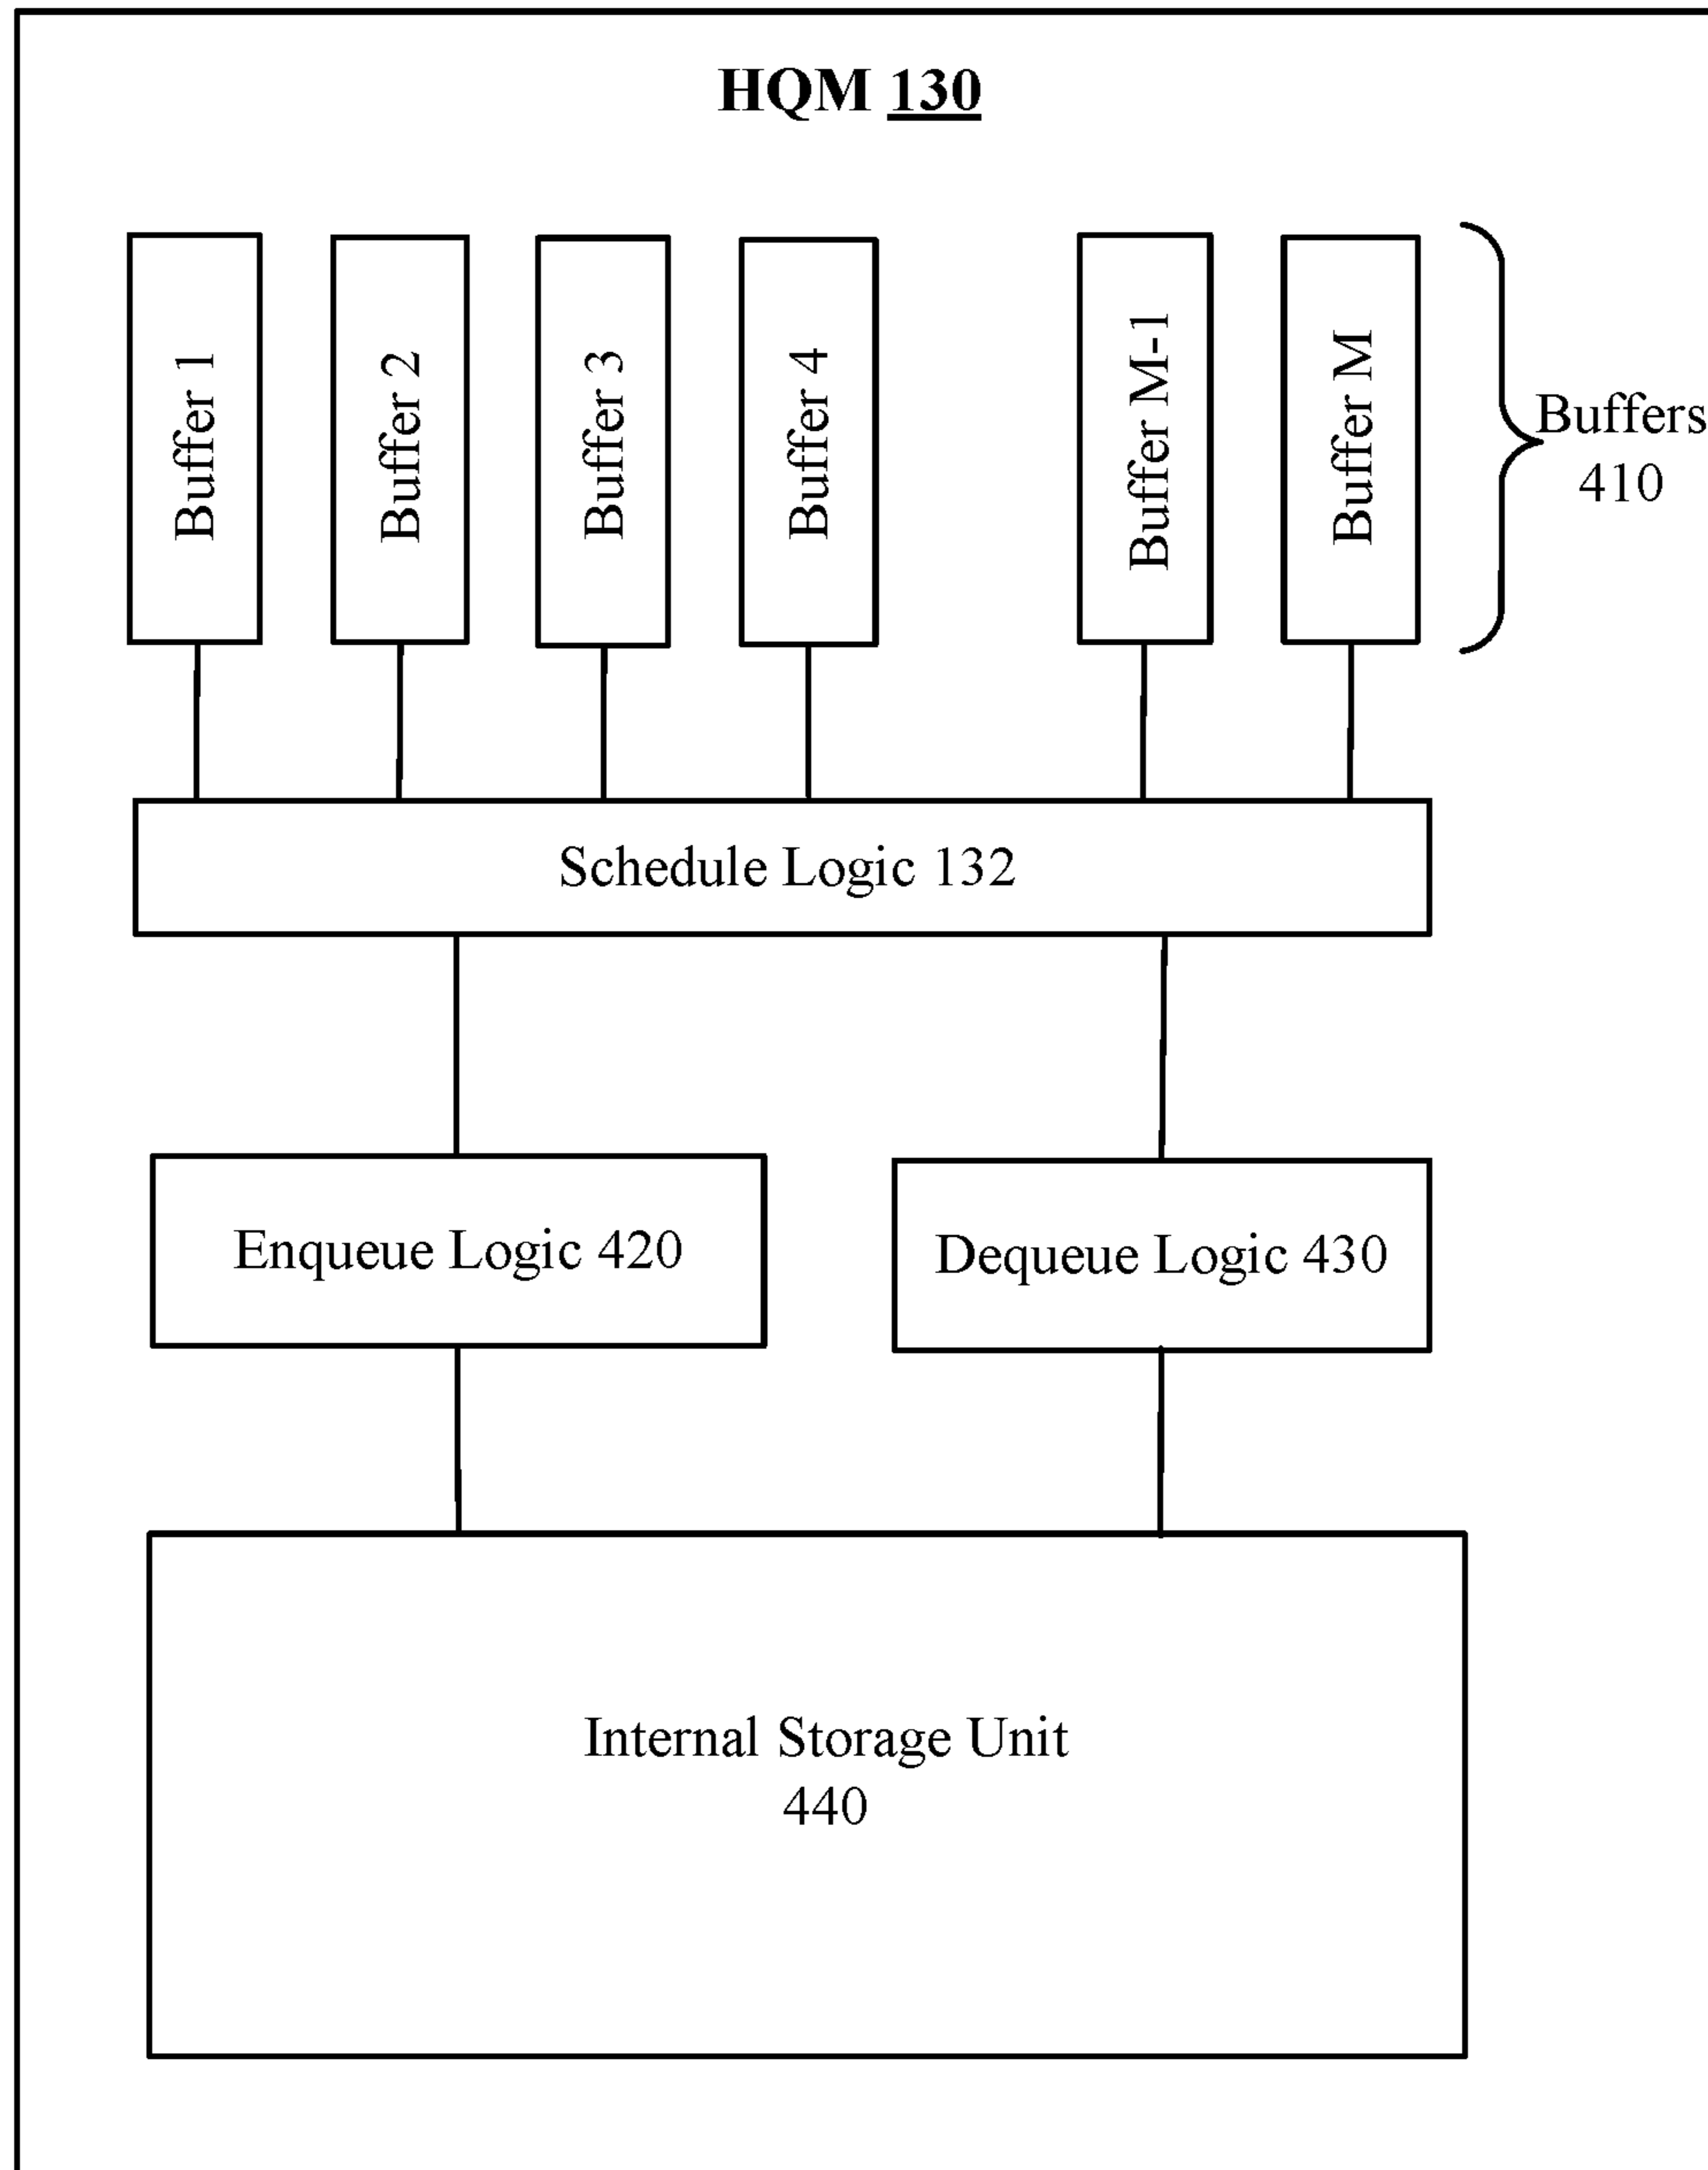 HQM 130
Buffer 1
Buffer 2
Buffer 3
Buffer 4
Buffer M-1
Buffer M
Buffers
410
Schedule Logic 132
Enqueue Logic 420
Dequeue Logic 430
Internal Storage Unit
440